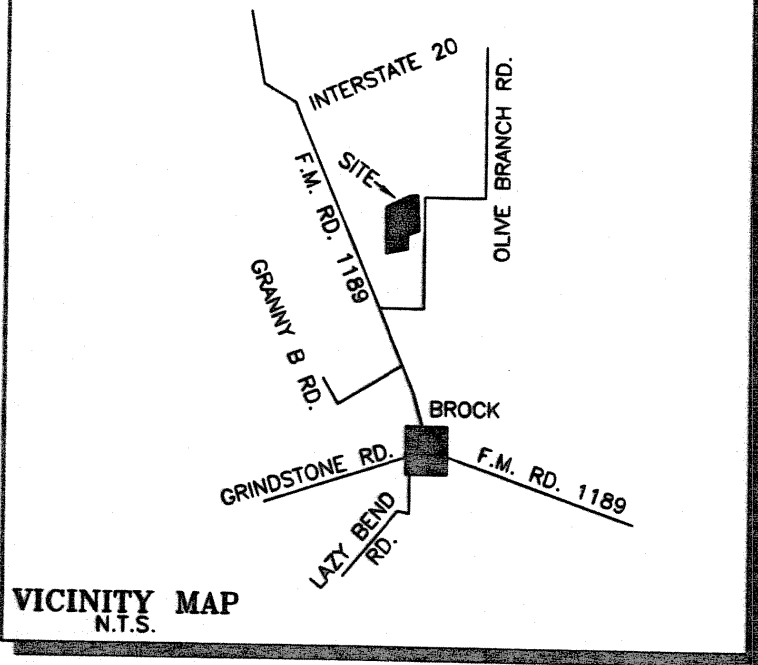 INTERSTATE 20
OLIVE BRANCH RD.
SITE
F.M. RD. 1189
GRANNY B RD.
BROCK
GRINDSTONE RD.
F.M. RD. 1189
LAZY BEND
RD.
VICINITY MAP
N.T.S.